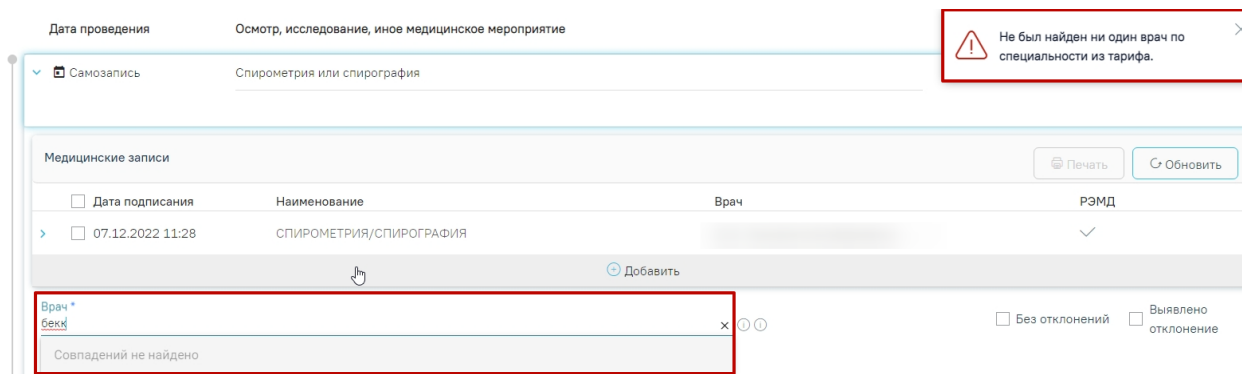 Дата проведения Осмотр, исследование, иное медицинское мероприятие
Не был найден ни один врач по
специальности из тарифа.
Самозапись Спирометрия или спирография
Медицинские записи Печать Обновить
Дата подписания Наименование Врач РЭМД
07.12.2022 11:28 СПИРОМЕТРИЯ/СПИРОГРАФИЯ
Добавить
Врач *
бекк
Без отклонений Выявлено
отклонение
Совпадений не найдено